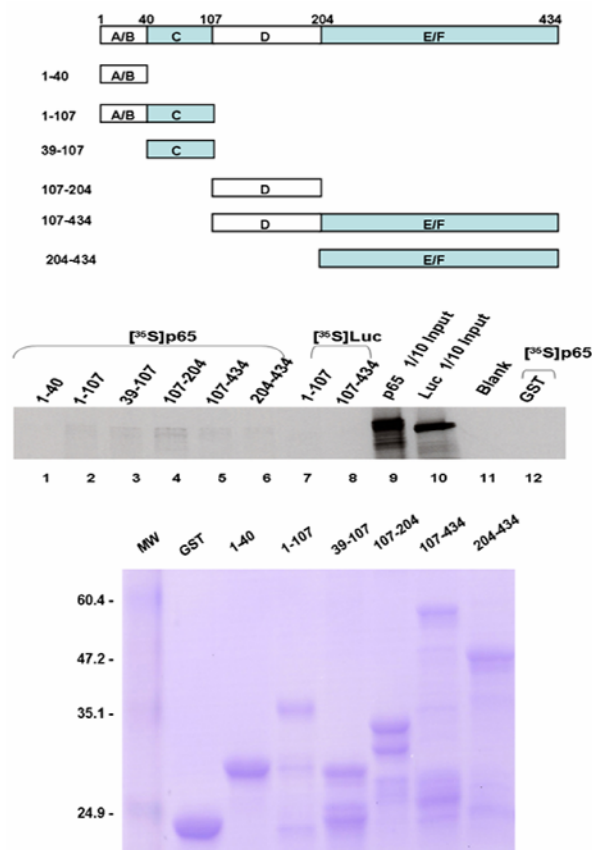 1 40 107 204 434
A/B C D E/F
1-40 A/B
1-107 A/B C
39-107 C
107-204 D
107-434 D E/F
204-434 E/F
[³⁵S]p65 [³⁵S]Luc [³⁵S]p65
1-40 1-107 39-107 107-204 107-434 204-434 1-107 107-434 p65 1/10 Input Luc 1/10 Input Blank GST
1 2 3 4 5 6 7 8 9 10 11 12
MW GST 1-40 1-107 39-107 107-204 107-434 204-434
60.4 -
47.2 -
35.1 -
24.9 -